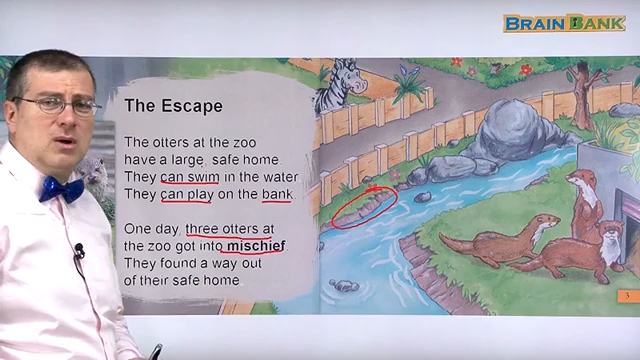 BRAIN BANK
The Escape
The otters at the zoo
have a large, safe home.
They can swim in the water
They can play on the bank.
One day, three otters at
the zoo got into mischief.
They found a way out
of their safe home
3